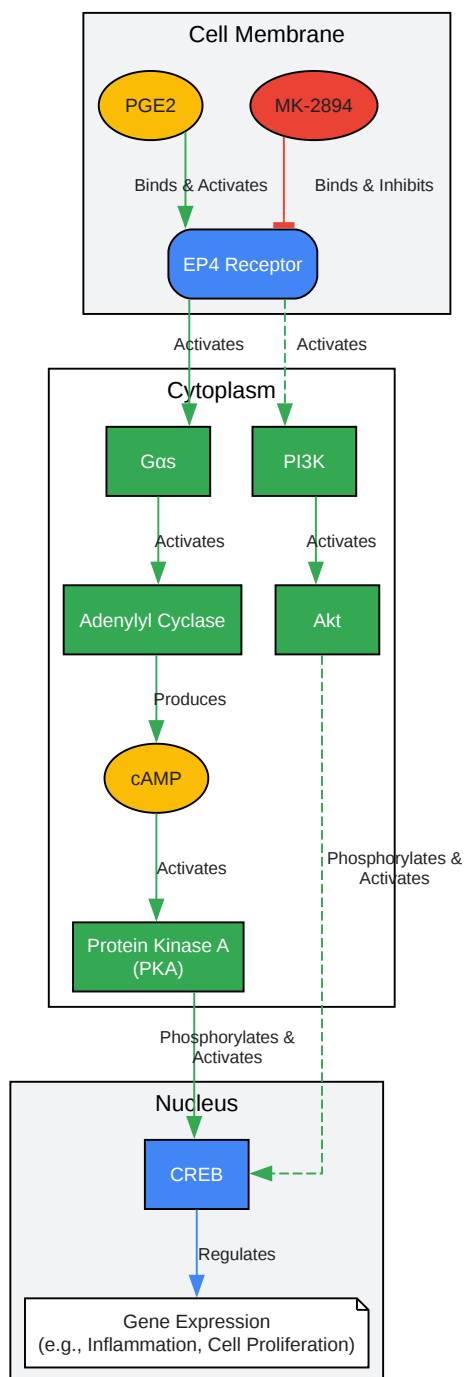 Cell Membrane
PGE2
MK-2894
Binds & Activates
Binds & Inhibits
EP4 Receptor
Activates
Activates
Cytoplasm
Gαs
PI3K
Activates
Activates
Adenylyl Cyclase
Akt
Produces
cAMP
Phosphorylates &
Activates
Activates
Protein Kinase A
(PKA)
Phosphorylates &
Activates
Nucleus
CREB
Regulates
Gene Expression
(e.g., Inflammation, Cell Proliferation)